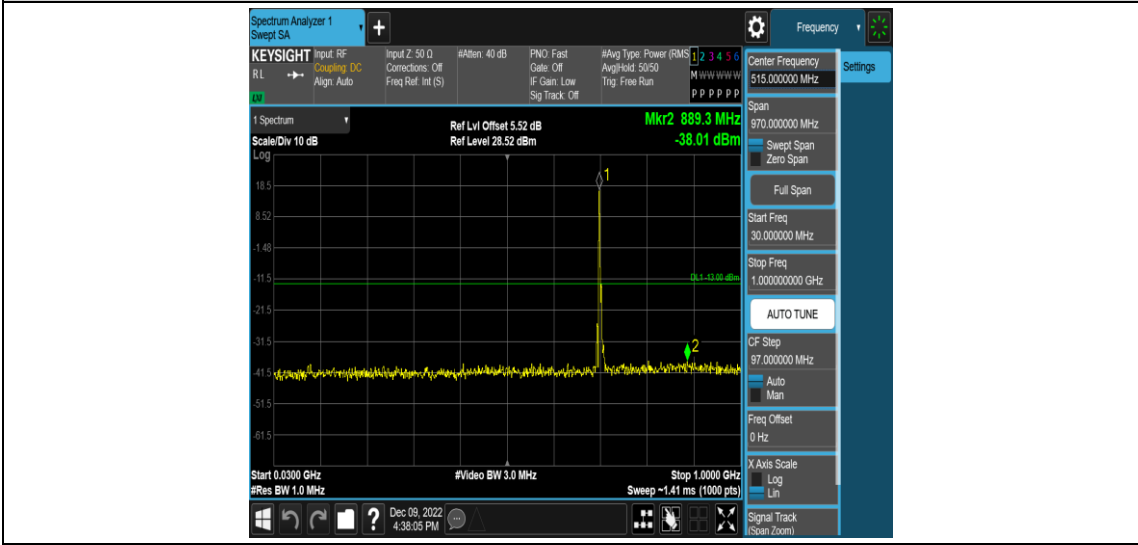 Spectrum Analyzer 1
Swept SA
+
Frequency
KEYSIGHT
RL
LM
Input: RF
Coupling: DC
Align: Auto
Input Z: 50 Ω
Corrections: Off
Freq Ref: Int (S)
#Atten: 40 dB
PNO: Fast
Gate: Off
IF Gain: Low
Sig Track: Off
#Avg Type: Power (RMS
Avg|Hold: 50/50
Trig: Free Run
1 2 3 4 5 6
M W W W W W
P P P P P P
1 Spectrum
Scale/Div 10 dB
Ref Lvl Offset 5.52 dB
Ref Level 28.52 dBm
Mkr2 889.3 MHz
-38.01 dBm
Log
18.5
8.52
-1.48
-11.5
-21.5
-31.5
-41.5
-51.5
-61.5
1
DL1 -13.00 dBm
2
Start 0.0300 GHz
#Res BW 1.0 MHz
#Video BW 3.0 MHz
Stop 1.0000 GHz
Sweep ~1.41 ms (1000 pts)
Center Frequency
515.000000 MHz
Settings
Span
970.000000 MHz
Swept Span
Zero Span
Full Span
Start Freq
30.000000 MHz
Stop Freq
1.000000000 GHz
AUTO TUNE
CF Step
97.000000 MHz
Auto
Man
Freq Offset
0 Hz
X Axis Scale
Log
Lin
Signal Track
(Span Zoom)
?
Dec 09, 2022
4:38:05 PM